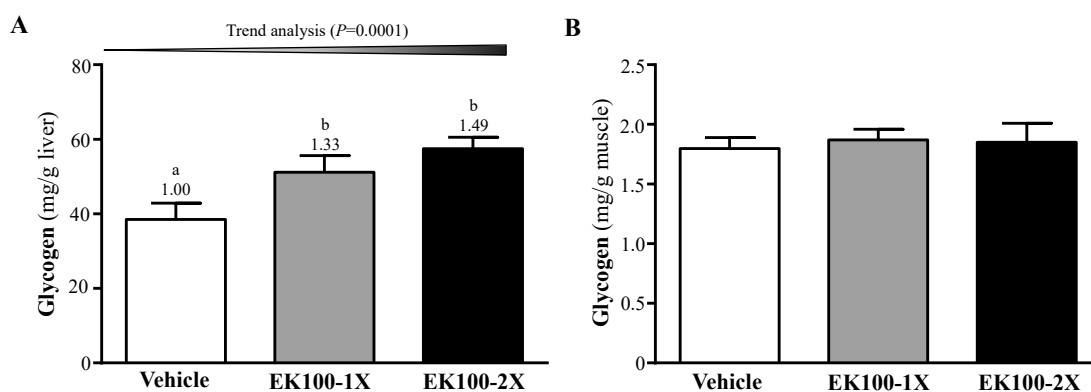 A
Trend analysis (P=0.0001)
Glycogen (mg/g liver)
80
60
40
20
0
a
1.00
b
1.33
b
1.49
Vehicle EK100-1X EK100-2X
B
Glycogen (mg/g muscle)
2.5
2.0
1.5
1.0
0.5
0
Vehicle EK100-1X EK100-2X